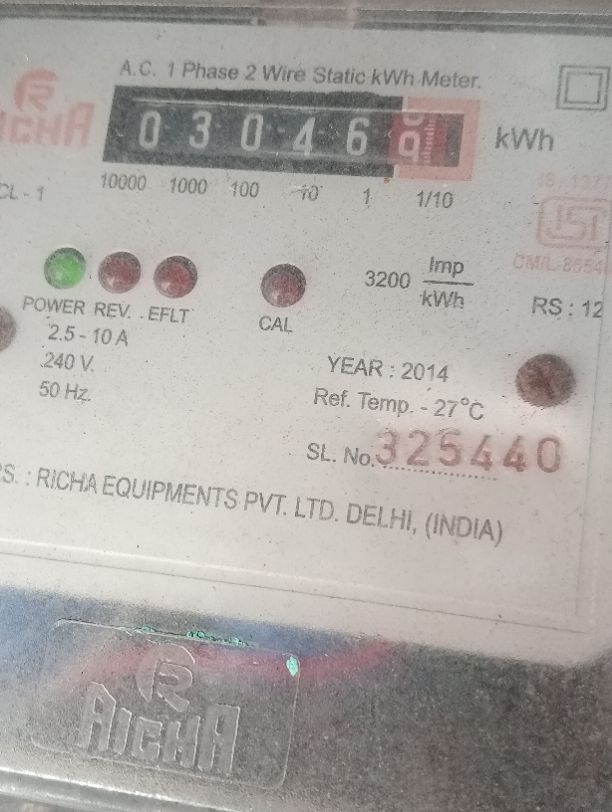 A.C. 1 Phase 2 Wire Static kWh Meter.
RICHA
0 3 0 4 6 9 kWh
CL - 1 10000 1000 100 10 1 1/10
3200 Imp/kWh
POWER REV. EFLT CAL RS : 12
2.5 - 10 A
240 V.
50 Hz.
YEAR : 2014
Ref. Temp. - 27°C
SL. No. 325440
RICHA EQUIPMENTS PVT. LTD. DELHI, (INDIA)
RICHA